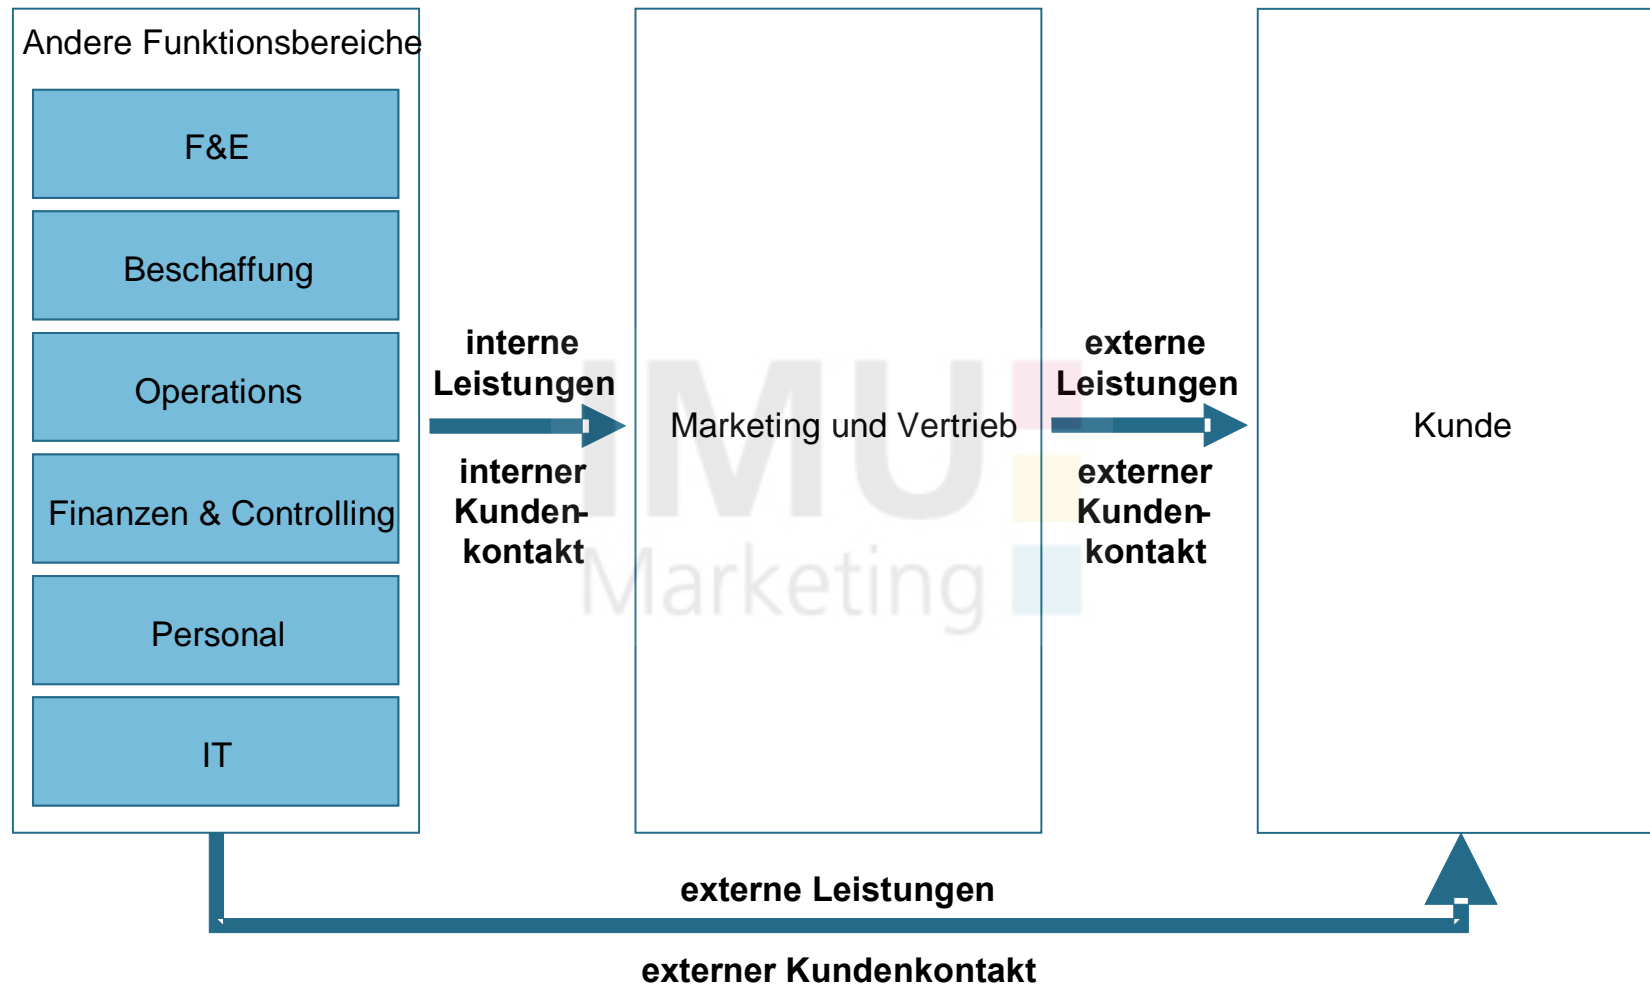 Andere Funktionsbereiche
F&E
Beschaffung
Operations
Finanzen & Controlling
Personal
IT
interne
Leistungen
interner
Kunden-
kontakt
Marketing und Vertrieb
externe
Leistungen
externer
Kunden-
kontakt
Kunde
externe Leistungen
externer Kundenkontakt
IMU
Marketing